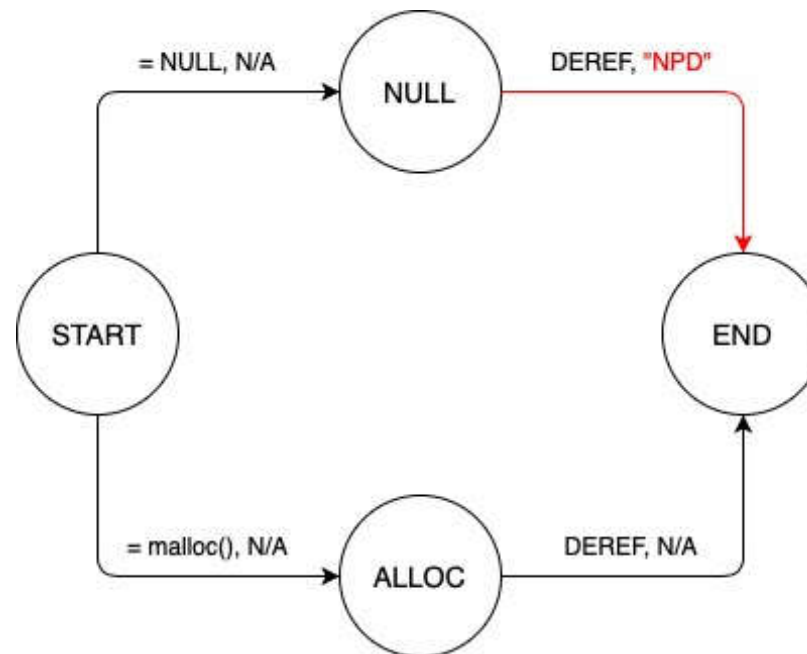 = NULL, N/A
DEREF, "NPD"
NULL
START
END
= malloc(), N/A
DEREF, N/A
ALLOC